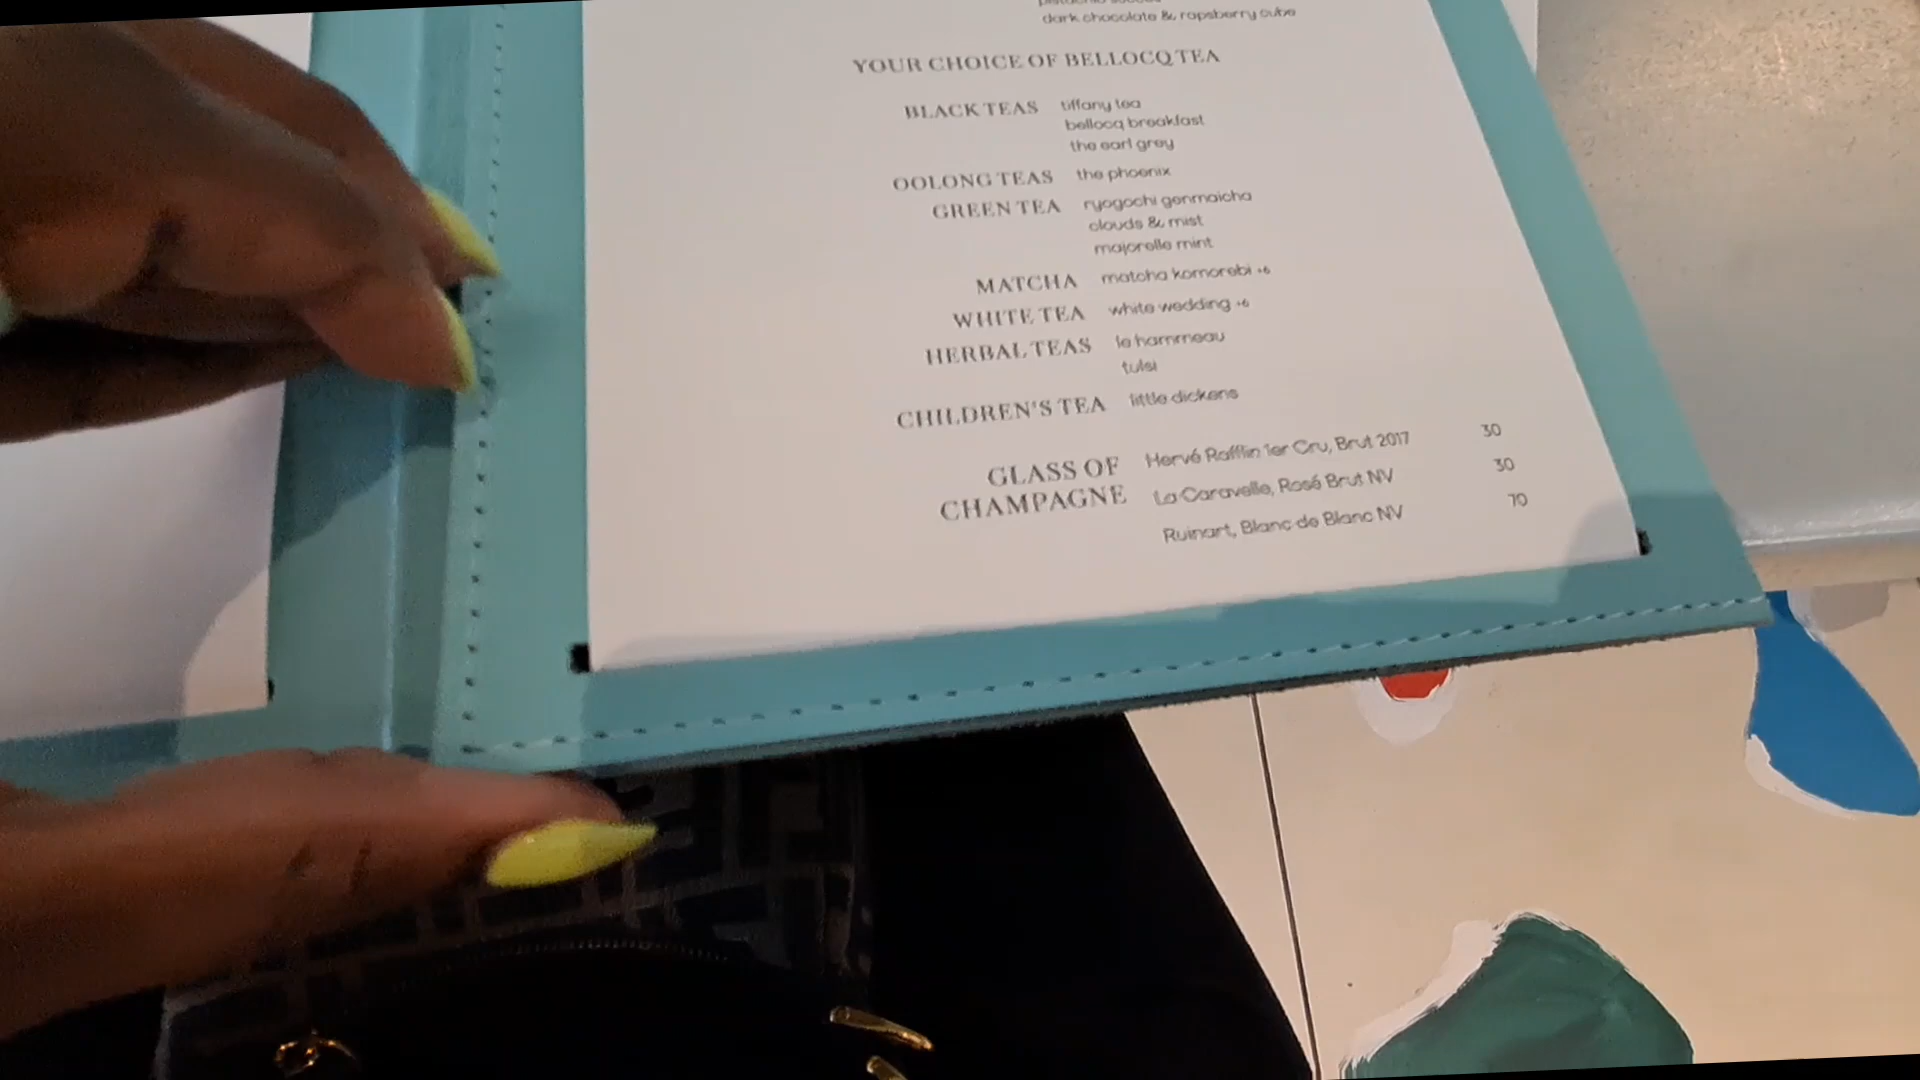 dark chocolate & rapsberry cube
YOUR CHOICE OF BELLOCQ TEA
BLACK TEAS tiffany tea
bellocq breakfast
the earl grey
OOLONG TEAS the phoenix
GREEN TEA ryogochi genmaicha
clouds & mist
majorelle mint
MATCHA matcha komorebi +6
WHITE TEA white wedding +6
HERBAL TEAS le hammeau
tulsi
CHILDREN'S TEA little dickens
GLASS OF CHAMPAGNE Hervé Rafflin 1er Cru, Brut 2017 30
La Caravelle, Rosé Brut NV 30
Ruinart, Blanc de Blanc NV 70